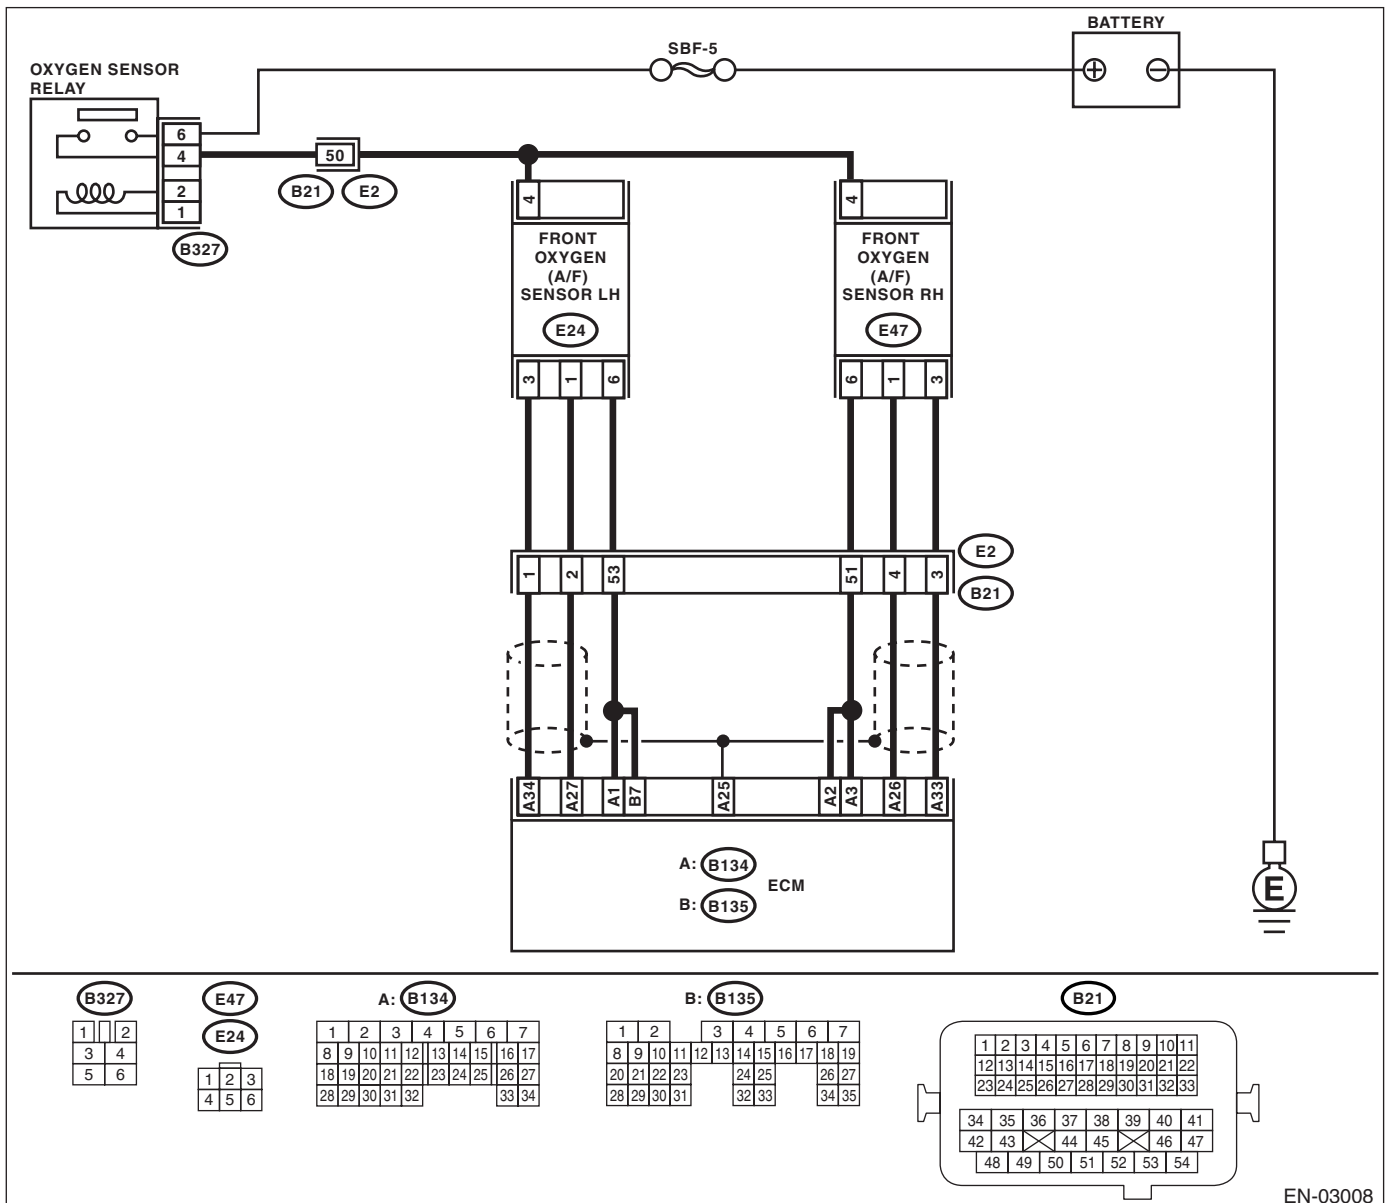 BATTERY
SBF-5
OXYGEN SENSOR
RELAY
6
4
2
1
50
B21 E2
B327
4 4
FRONT
OXYGEN
(A/F)
SENSOR LH
E24
FRONT
OXYGEN
(A/F)
SENSOR RH
E47
3 1 6 6 1 3
E2
1 2 53 51 4 3
B21
A34 A27 A1 B7 A25 A2 A3 A26 A33
A: B134
ECM
B: B135
E
B327
1 2
3 4
5 6
E47
E24
1 2 3
4 5 6
A: B134
1 2 3 4 5 6 7
8 9 10 11 12 13 14 15 16 17
18 19 20 21 22 23 24 25 26 27
28 29 30 31 32 33 34
B: B135
1 2 3 4 5 6 7
8 9 10 11 12 13 14 15 16 17 18 19
20 21 22 23 24 25 26 27
28 29 30 31 32 33 34 35
B21
1 2 3 4 5 6 7 8 9 10 11
12 13 14 15 16 17 18 19 20 21 22
23 24 25 26 27 28 29 30 31 32 33
34 35 36 37 38 39 40 41
42 43 44 45 46 47
48 49 50 51 52 53 54
EN-03008